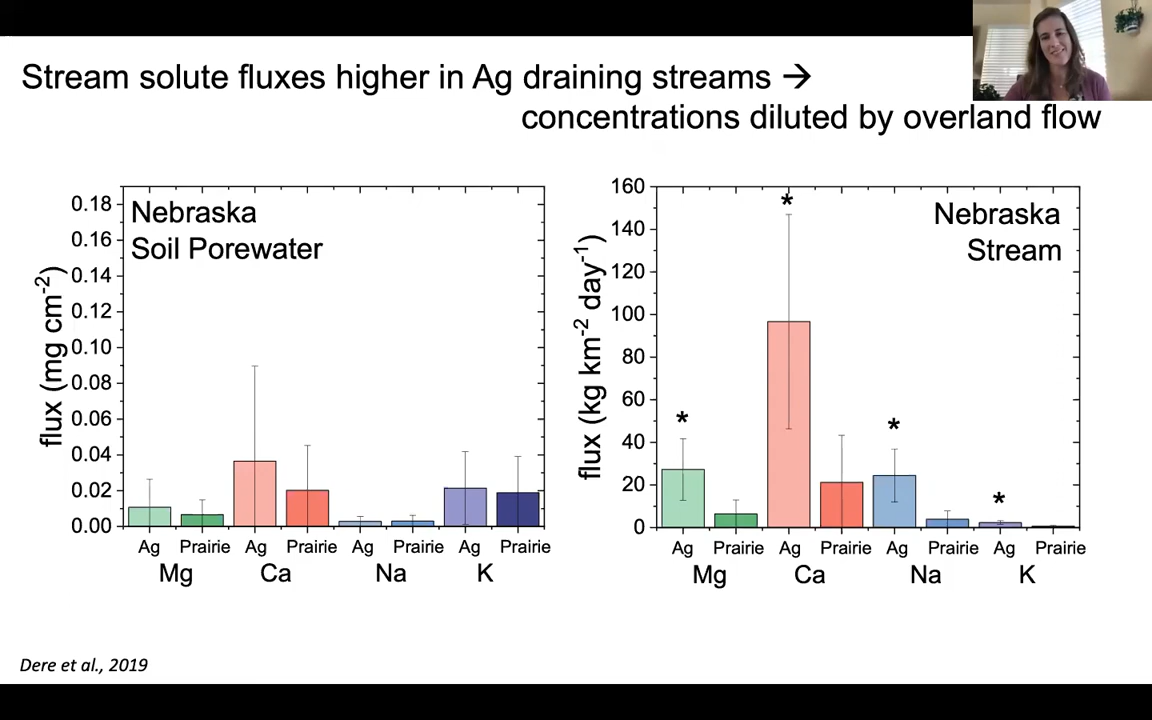 Stream solute fluxes higher in Ag draining streams →
concentrations diluted by overland flow
Nebraska
Soil Porewater
flux (mg cm-2)
0.18
0.16
0.14
0.12
0.10
0.08
0.06
0.04
0.02
0.00
Ag Prairie Ag Prairie Ag Prairie Ag Prairie
Mg Ca Na K
Nebraska
Stream
flux (kg km-2 day-1)
160
140
120
100
80
60
40
20
0
* * * *
Ag Prairie Ag Prairie Ag Prairie Ag Prairie
Mg Ca Na K
Dere et al., 2019